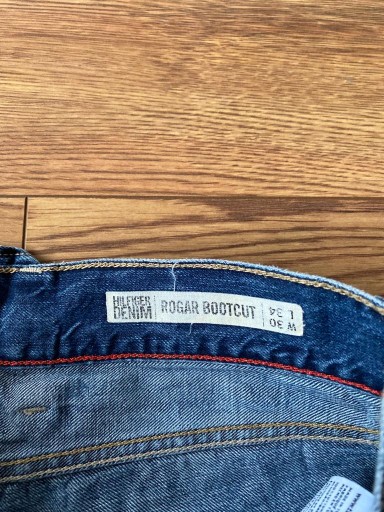 HILFIGER
DENIM
ROGAR BOOTCUT
W 30
L 34